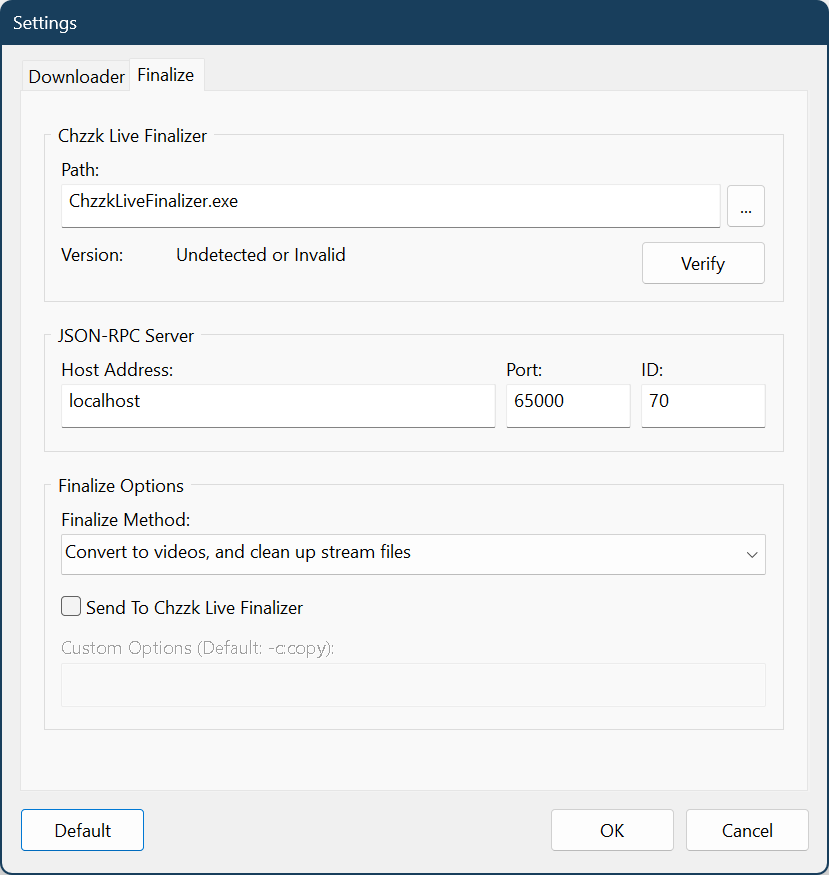 Settings
Downloader Finalize
Chzzk Live Finalizer
Path:
ChzzkLiveFinalizer.exe ...
Version: Undetected or Invalid
Verify
JSON-RPC Server
Host Address: Port: ID:
localhost 65000 70
Finalize Options
Finalize Method:
Convert to videos, and clean up stream files
Send To Chzzk Live Finalizer
Custom Options (Default: -c:copy):
Default OK Cancel